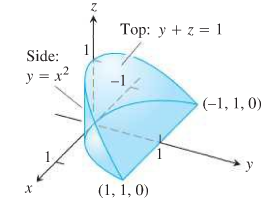 z
Top: y + z = 1
Side:
y = x²
1
–1
(–1, 1, 0)
1
1
y
x
(1, 1, 0)